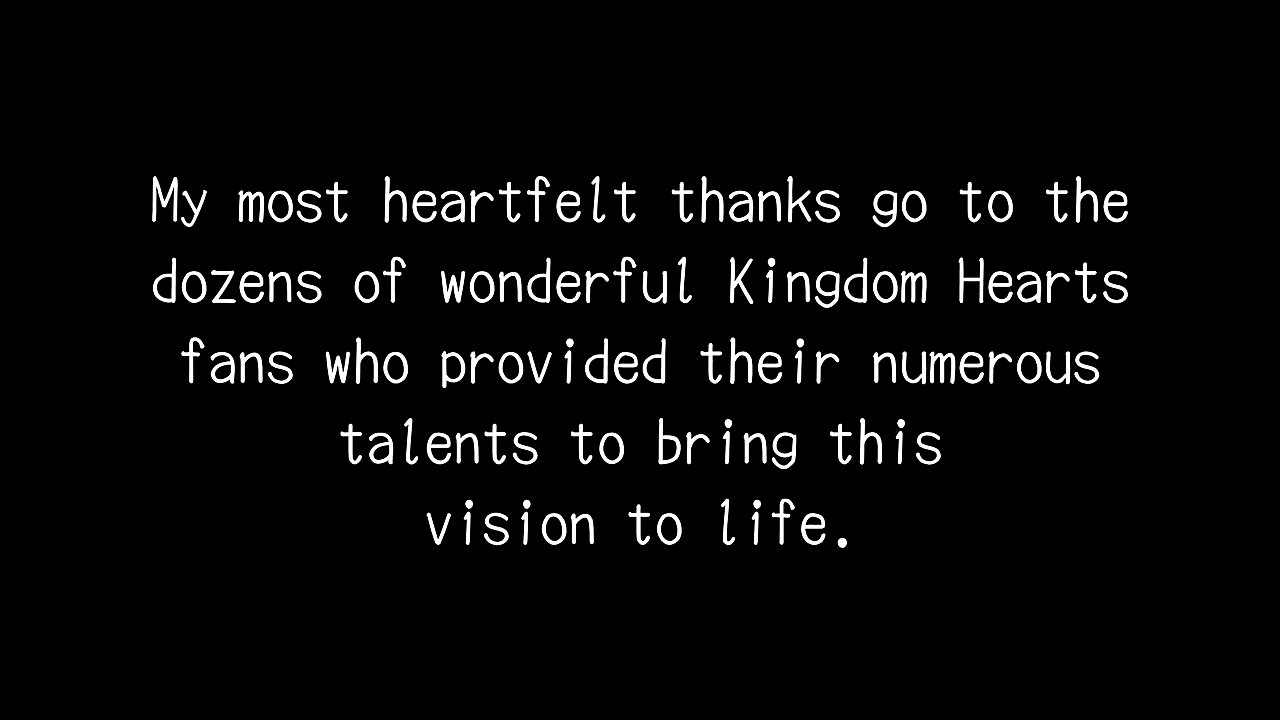 My most heartfelt thanks go to the
dozens of wonderful Kingdom Hearts
fans who provided their numerous
talents to bring this
vision to life.